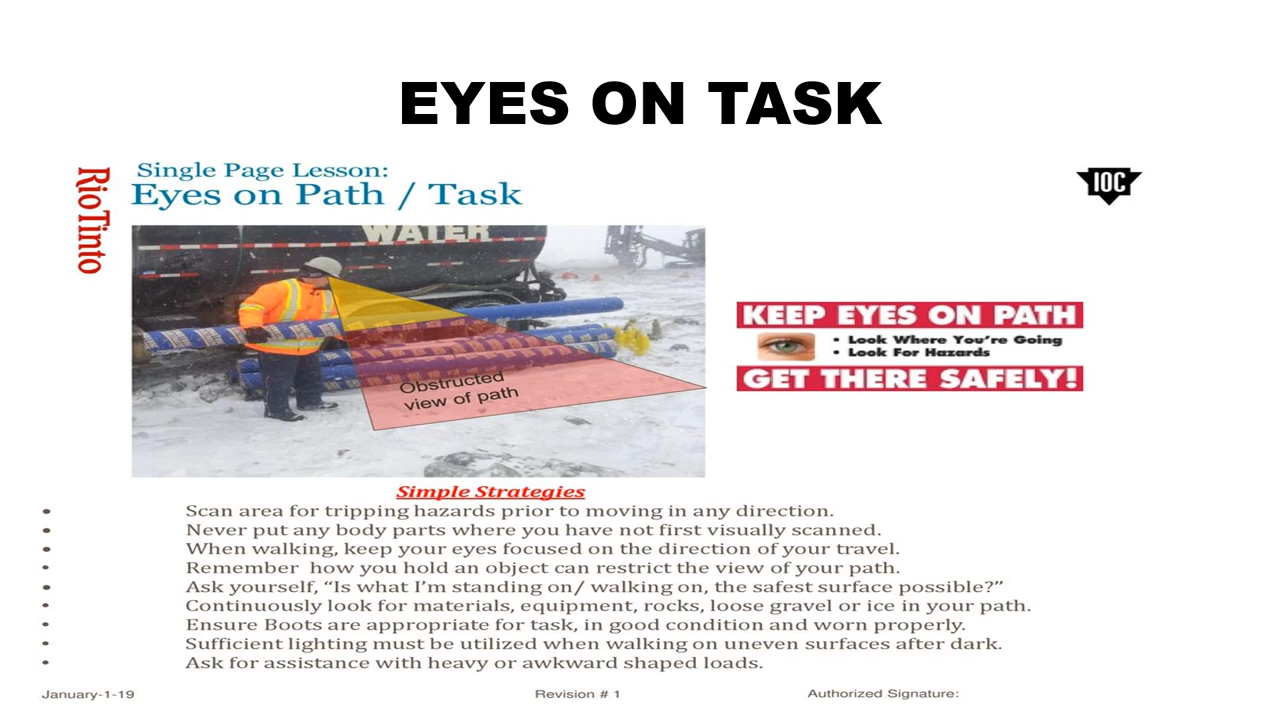 EYES ON TASK
RioTinto
Single Page Lesson:
Eyes on Path / Task
IOC
WATER
Obstructed
view of path
KEEP EYES ON PATH
• Look Where You're Going
• Look For Hazards
GET THERE SAFELY!
Simple Strategies
• Scan area for tripping hazards prior to moving in any direction.
• Never put any body parts where you have not first visually scanned.
• When walking, keep your eyes focused on the direction of your travel.
• Remember  how you hold an object can restrict the view of your path.
• Ask yourself, “Is what I’m standing on/ walking on, the safest surface possible?”
• Continuously look for materials, equipment, rocks, loose gravel or ice in your path.
• Ensure Boots are appropriate for task, in good condition and worn properly.
• Sufficient lighting must be utilized when walking on uneven surfaces after dark.
• Ask for assistance with heavy or awkward shaped loads.
January-1-19
Revision # 1
Authorized Signature: